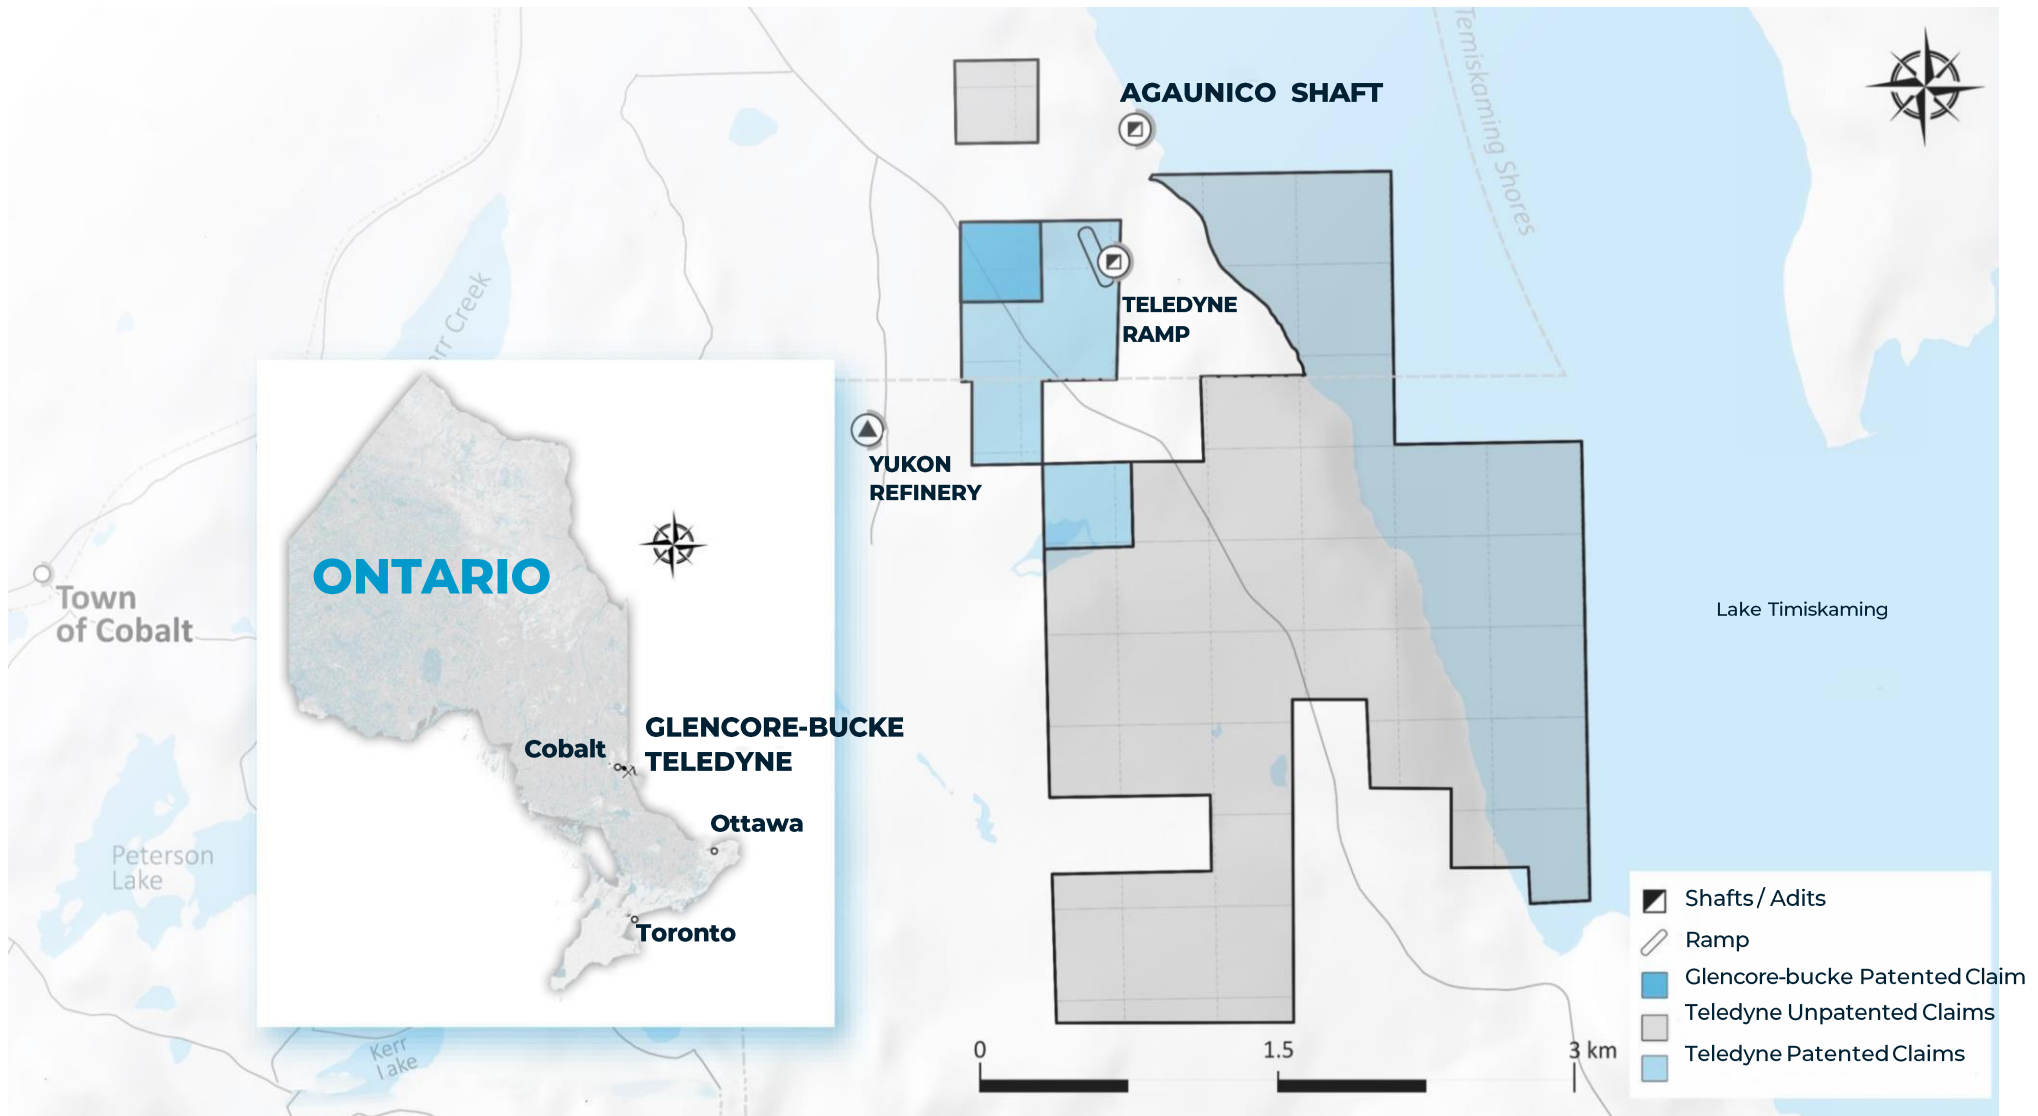 AGAUNICO SHAFT
Temiskaming Shores
TELEDYNE
RAMP
rr Creek
YUKON
REFINERY
ONTARIO
Town
of Cobalt
Lake Timiskaming
GLENCORE-BUCKE
TELEDYNE
Cobalt
Ottawa
Toronto
Peterson
Lake
Kerr
Lake
Shafts / Adits
Ramp
Glencore-bucke Patented Claim
Teledyne Unpatented Claims
Teledyne Patented Claims
0 1.5 3 km